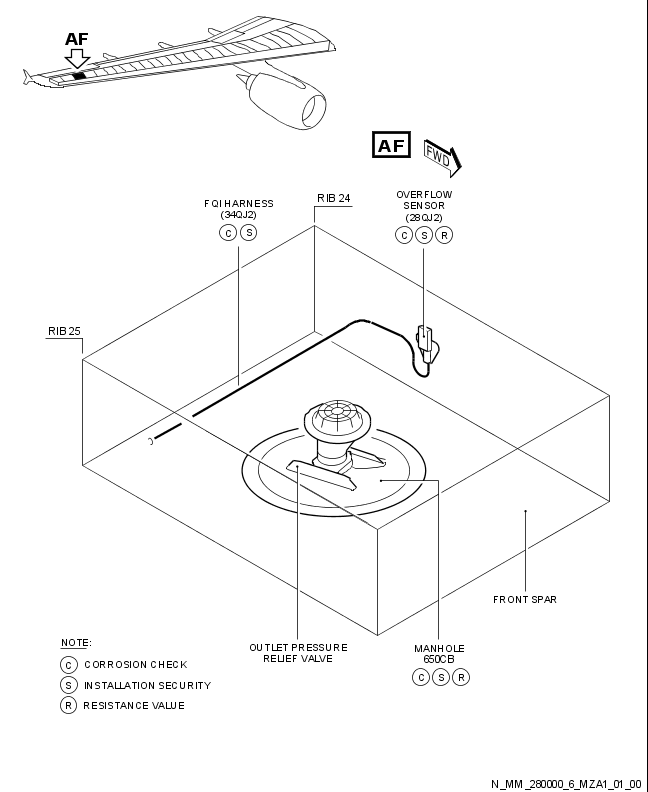 AF
AF
FWD
FQI HARNESS
(34QJ2)
C S
RIB 24
OVERFLOW
SENSOR
(28QJ2)
C S R
RIB 25
FRONT SPAR
OUTLET PRESSURE
RELIEF VALVE
MANHOLE
650CB
C S R
NOTE:
C CORROSION CHECK
S INSTALLATION SECURITY
R RESISTANCE VALUE
N_MM_280000_6_MZA1_01_00